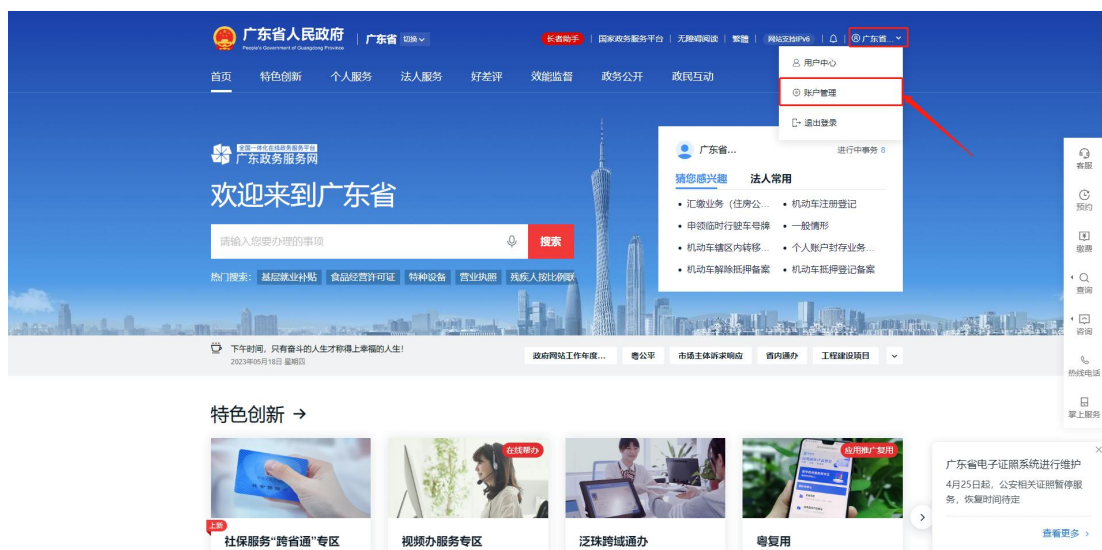 广东省人民政府
People's Government of Guangdong Province
广东省 切换
长者助手 国家政务服务平台 无障碍阅读 繁體 网站支持IPv6 广东省...
首页 特色创新 个人服务 法人服务 好差评 效能监督 政务公开 政民互动
用户中心
账户管理
退出登录
全国一体化在线政务服务平台
广东政务服务网
欢迎来到广东省
请输入您要办理的事项 搜索
热门搜索: 基层就业补贴 食品经营许可证 特种设备 营业执照 残疾人按比例就
广东省... 进行中事务 8
猜您感兴趣 法人常用
• 汇缴业务（住房公... • 机动车注册登记
• 申领临时行驶车号牌 • 一般情形
• 机动车辖区内转移... • 个人账户封存业务...
• 机动车解除抵押备案 • 机动车抵押登记备案
客服
预约
缴费
查询
咨询
热线电话
掌上服务
下午时间，只有奋斗的人生才称得上幸福的人生！
2023年05月18日 星期四
政府网站工作年度... 粤公平 市场主体诉求响应 省内通办 工程建设项目
特色创新 →
上新
社保服务“跨省通”专区
在线帮办
视频办服务专区
泛珠跨域通办
应用推广复用
粤复用
广东省电子证照系统进行维护
4月25日起，公安相关证照暂停服
务，恢复时间待定
查看更多 ›